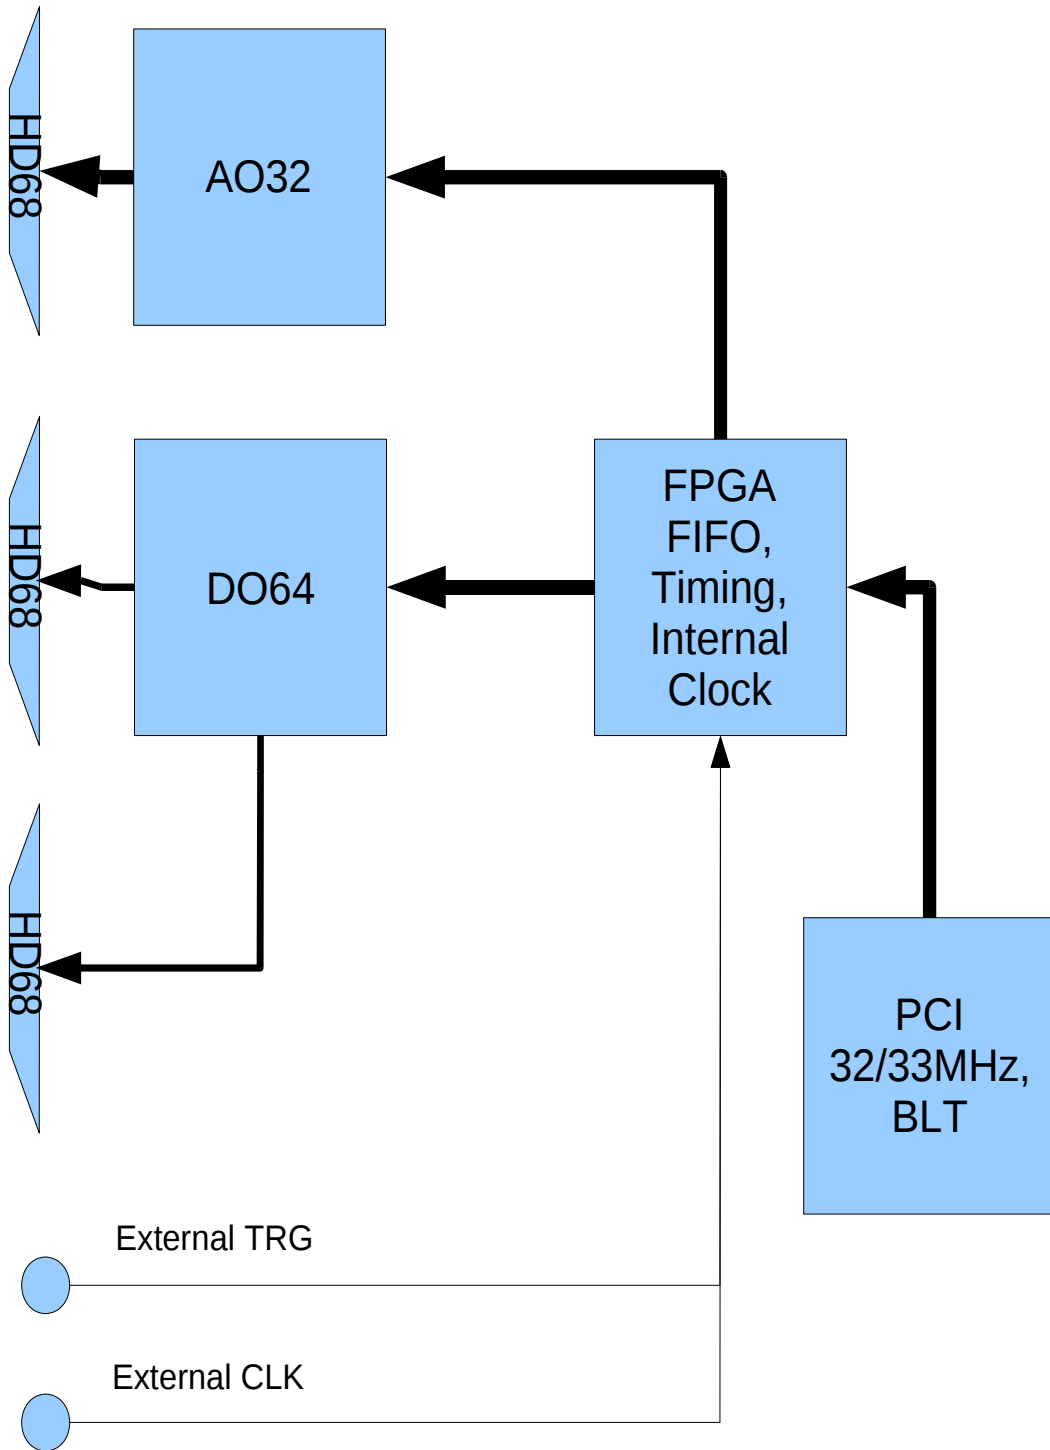 HD68
AO32
HD68
DO64
FPGA
FIFO,
Timing,
Internal
Clock
HD68
PCI
32/33MHz,
BLT
External TRG
External CLK